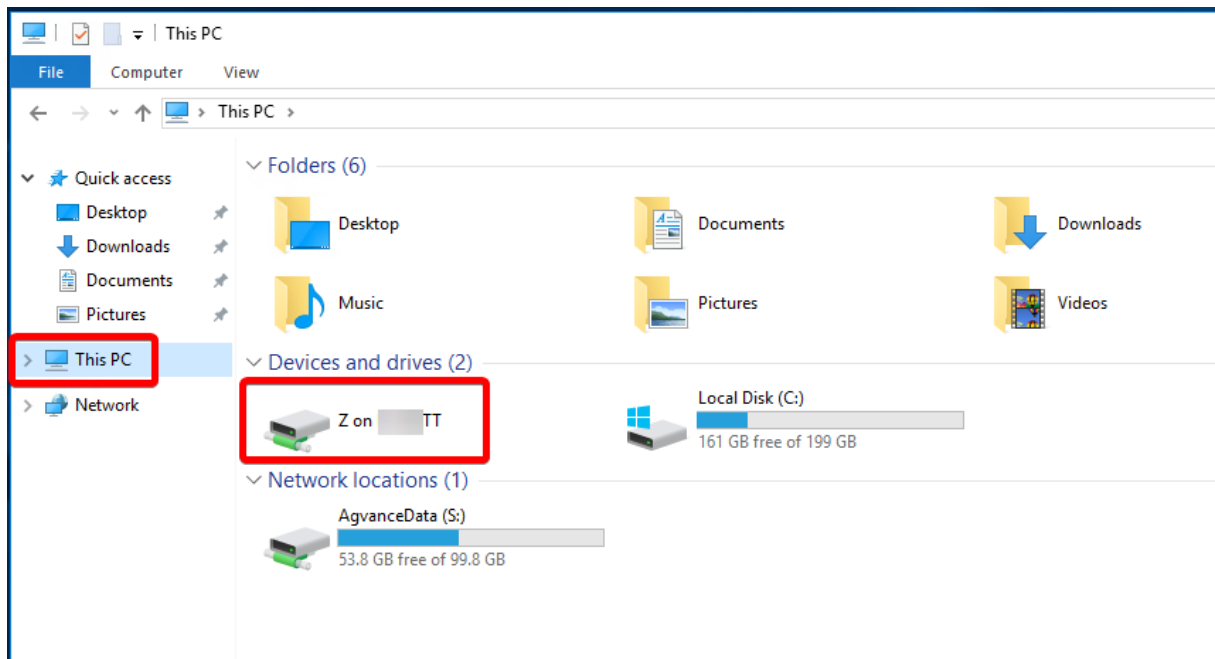 This PC
File Computer View
This PC
Quick access
Desktop
Downloads
Documents
Pictures
This PC
Network
Folders (6)
Desktop
Documents
Downloads
Music
Pictures
Videos
Devices and drives (2)
Z on TT
Local Disk (C:)
161 GB free of 199 GB
Network locations (1)
AgvanceData (S:)
53.8 GB free of 99.8 GB